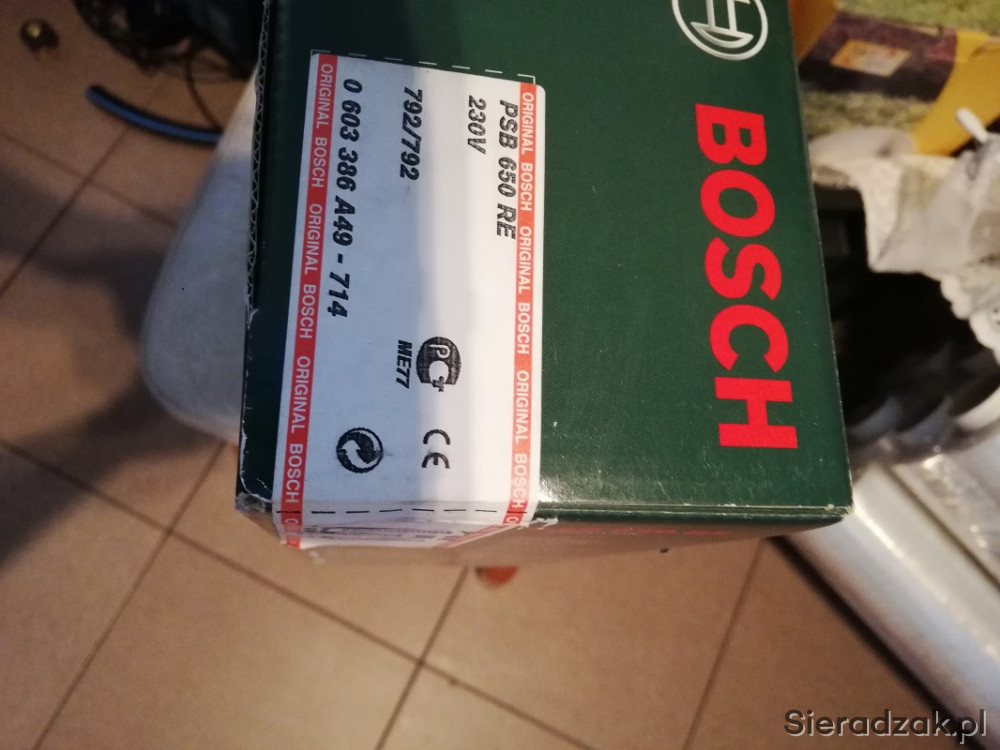 BOSCH
ORIGINAL BOSCH ORIGINAL BOSCH ORIGINAL BOSCH
PSB 650 RE
230V
792/792
0 603 386 A49 - 714
PCT
ME77
CE
ORIGINAL BOSCH ORIGINAL BOSCH ORIGINAL BOSCH
Sieradzak.pl